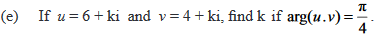 (e) If u = 6 + ki and v = 4 + ki, find k if arg(u.v) = π/4.